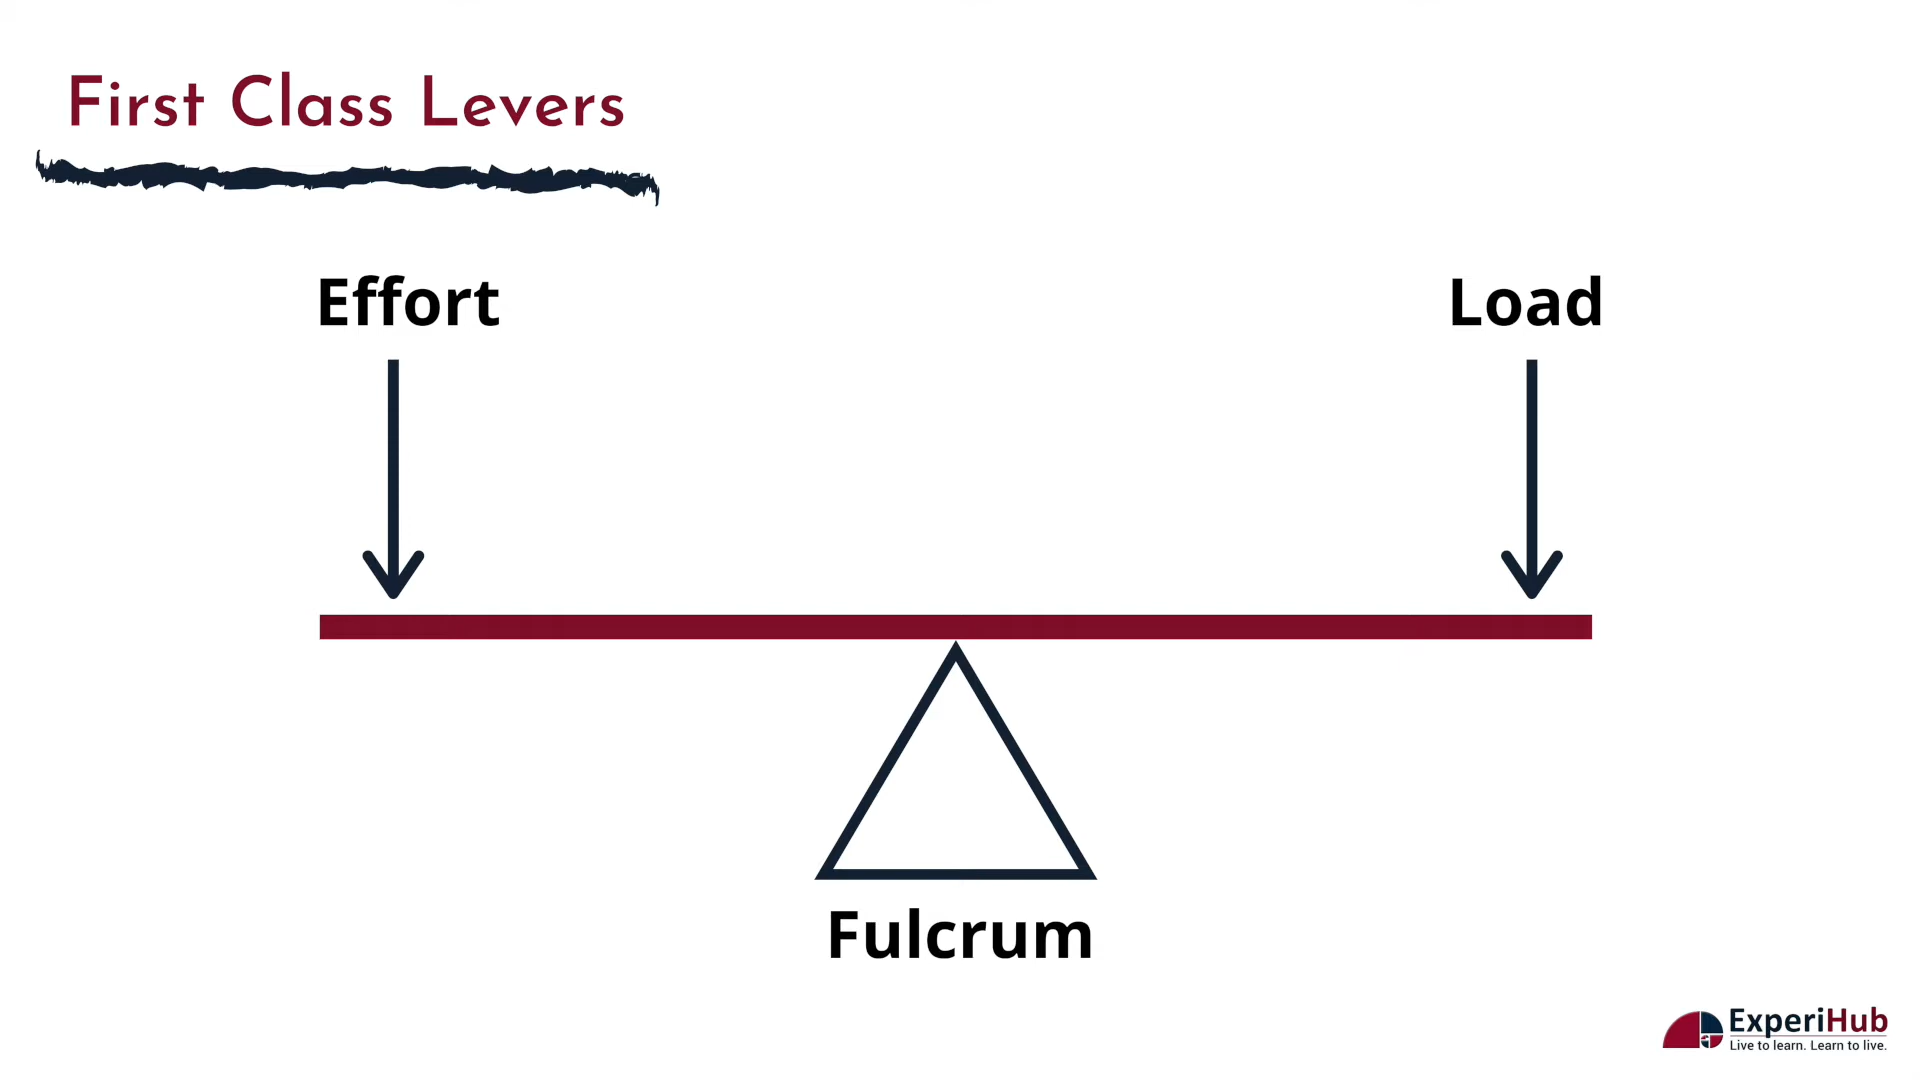 First Class Levers
Effort
Load
Fulcrum
ExperiHub
Live to learn. Learn to live.